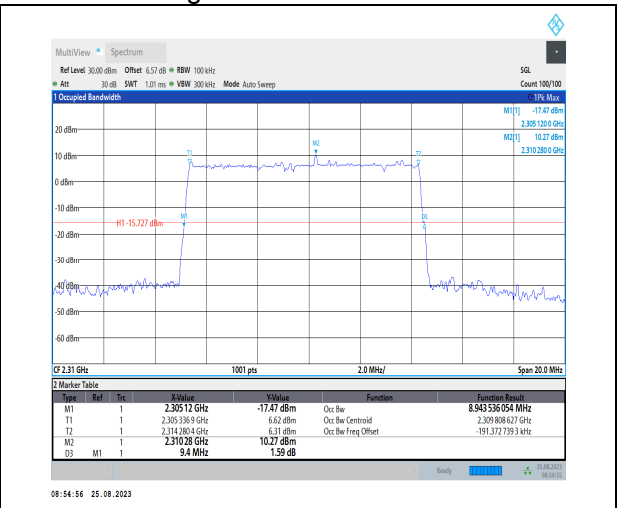 MultiView Spectrum
Ref Level 30.00 dBm Offset 6.57 dB RBW 100 kHz SGL
Att 30 dB SWT 1.01 ms VBW 300 kHz Mode Auto Sweep Count 100/100
1 Occupied Bandwidth 1Pk Max
M1[1] -17.47 dBm
2.305 120 0 GHz
M2[1] 10.27 dBm
2.310 280 0 GHz
20 dBm
M2
T1 T2
10 dBm
0 dBm
-10 dBm
M1 D3
H1 -15.727 dBm
-20 dBm
-30 dBm
-40 dBm
-50 dBm
-60 dBm
CF 2.31 GHz 1001 pts 2.0 MHz/ Span 20.0 MHz
2 Marker Table
Type Ref Trc X-Value Y-Value Function Function Result
M1 1 2.305 12 GHz -17.47 dBm Occ Bw 8.943 536 054 MHz
T1 1 2.305 336 9 GHz 6.62 dBm Occ Bw Centroid 2.309 808 627 GHz
T2 1 2.314 280 4 GHz 6.31 dBm Occ Bw Freq Offset -191.372 739 3 kHz
M2 1 2.310 28 GHz 10.27 dBm
D3 M1 1 9.4 MHz 1.59 dB
Ready 25.08.2023
08:54:55
08:54:56 25.08.2023